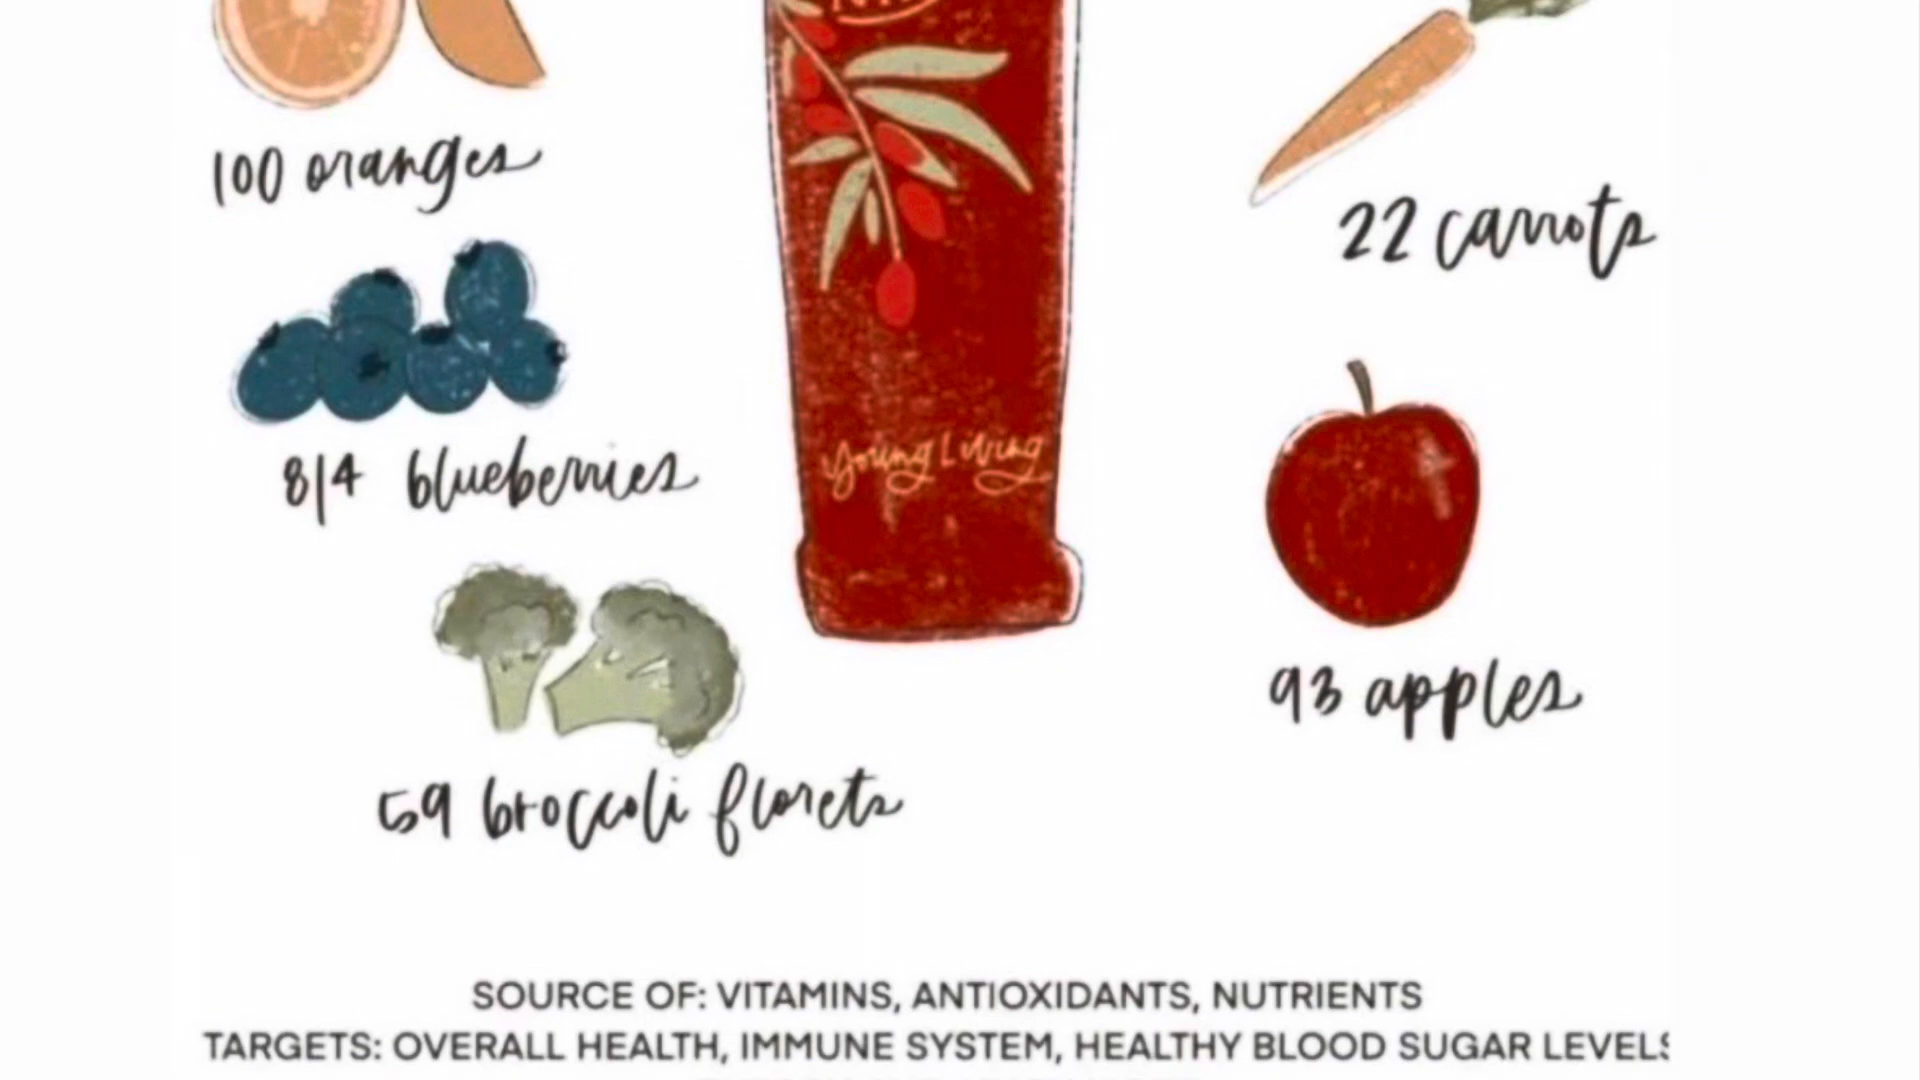 100 oranges
22 carrots
814 blueberries
Young Living
93 apples
59 broccoli florets
SOURCE OF: VITAMINS, ANTIOXIDANTS, NUTRIENTS
TARGETS: OVERALL HEALTH, IMMUNE SYSTEM, HEALTHY BLOOD SUGAR LEVELS